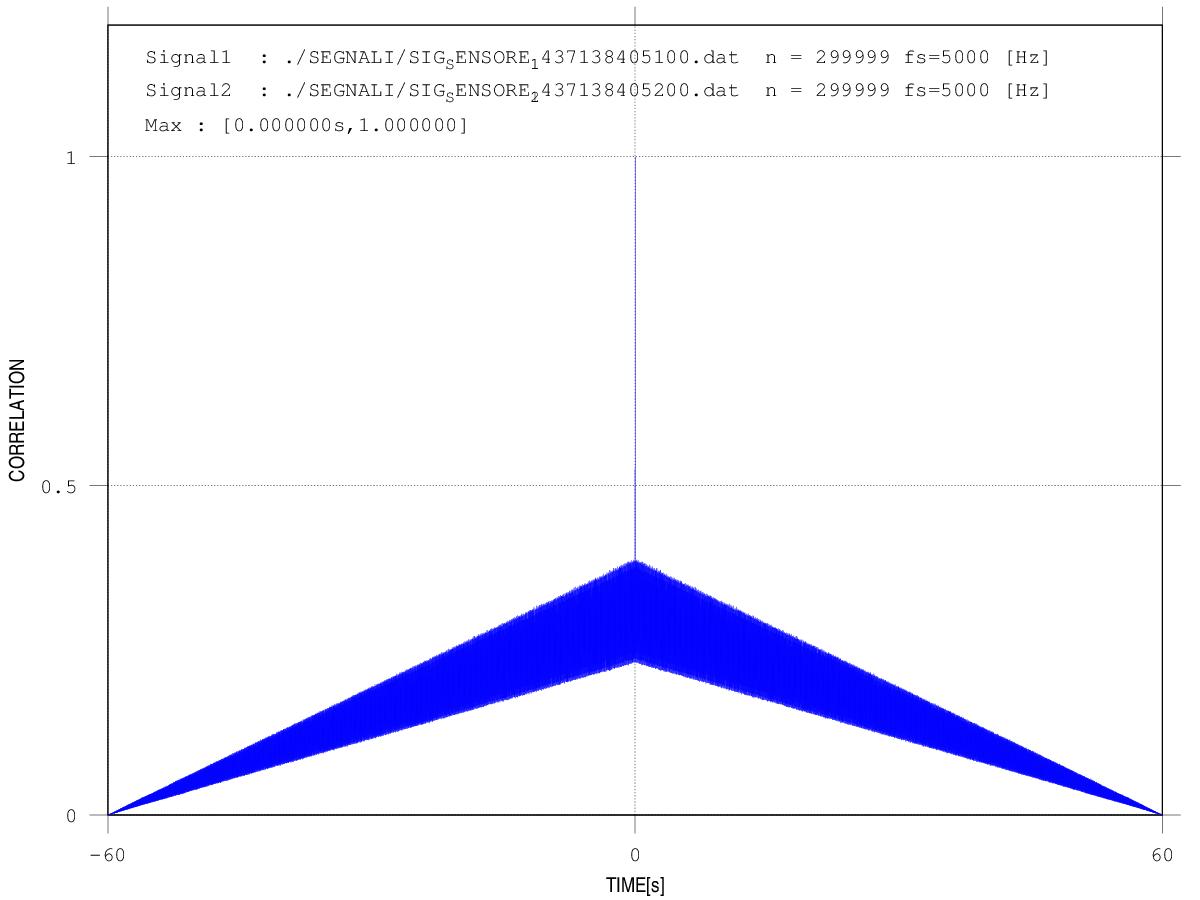 Signal1  : ./SEGNALI/SIG_SENSORE_1437138405100.dat  n = 299999 fs=5000 [Hz]
Signal2  : ./SEGNALI/SIG_SENSORE_2437138405200.dat  n = 299999 fs=5000 [Hz]
Max : [0.000000s,1.000000]
1
0.5
0
CORRELATION
-60
0
60
TIME[s]